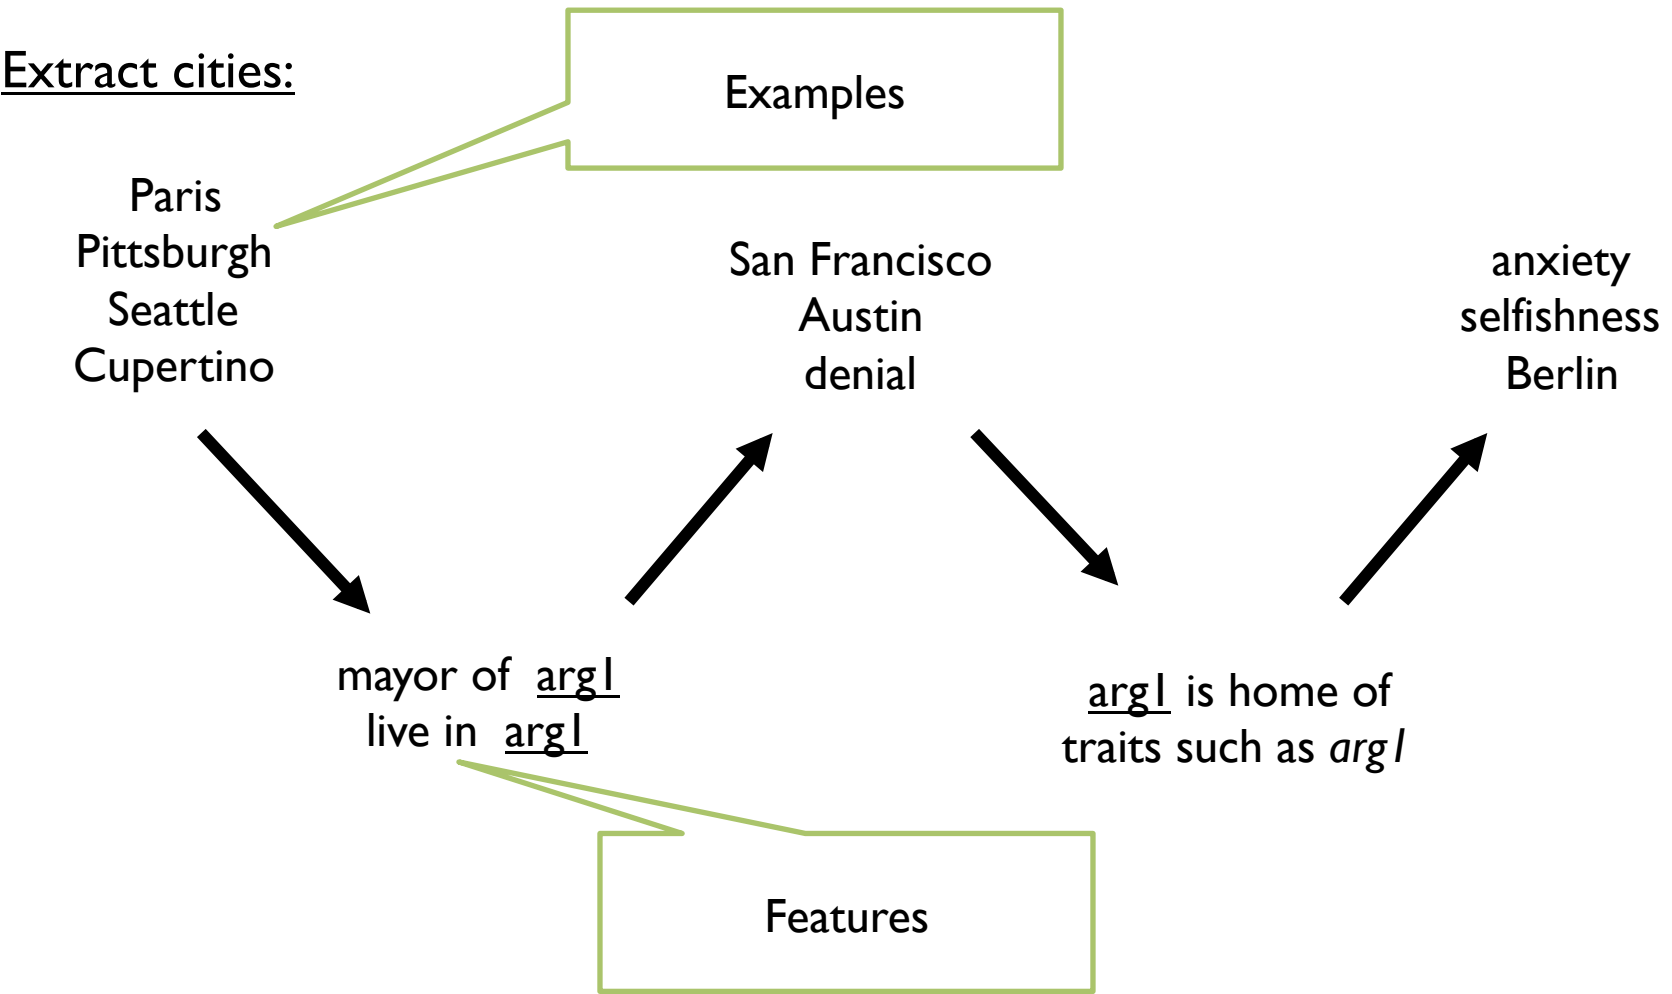 Extract cities:
Examples
Paris
Pittsburgh
Seattle
Cupertino
San Francisco
Austin
denial
anxiety
selfishness
Berlin
mayor of arg1
live in arg1
arg1 is home of
traits such as arg1
Features